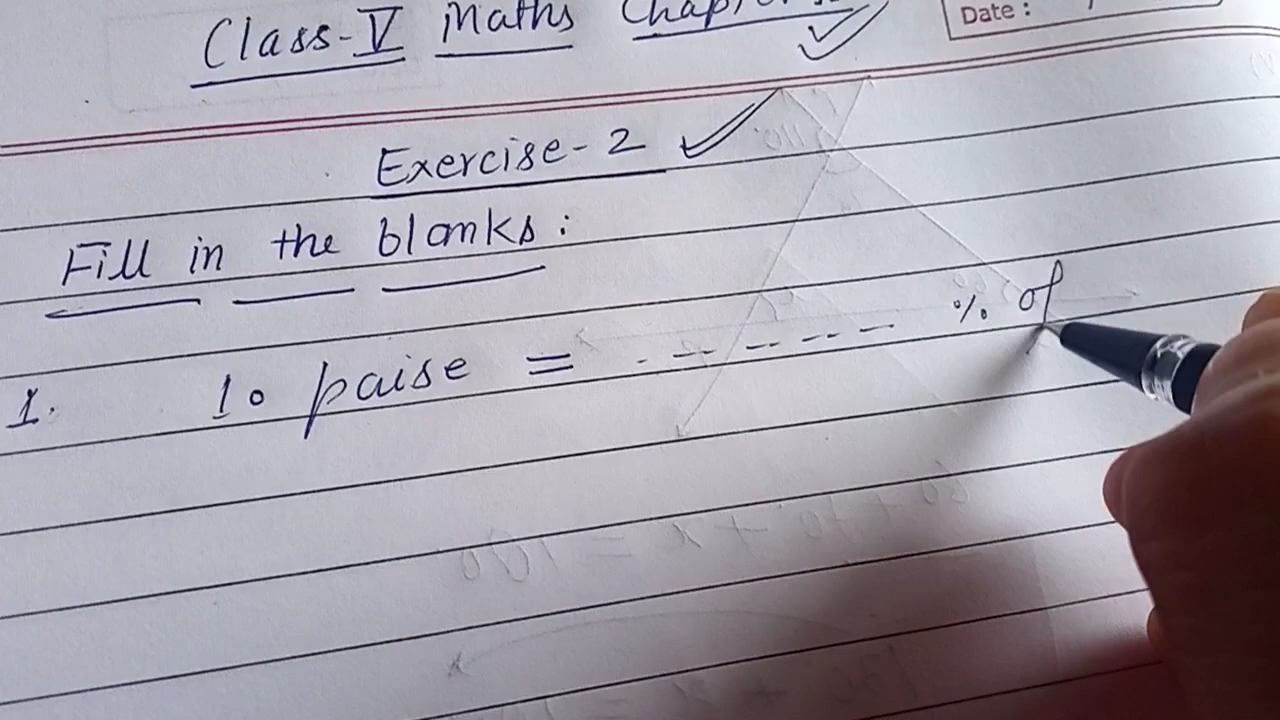 Class-V Maths
Date :
Exercise-2
Fill in the blanks :
1. 10 paise = ----- % of